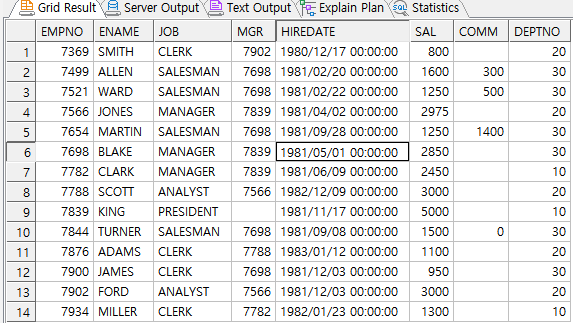 Grid Result Server Output Text Output Explain Plan Statistics
EMPNO ENAME JOB MGR HIREDATE SAL COMM DEPTNO
1 7369 SMITH CLERK 7902 1980/12/17 00:00:00 800 20
2 7499 ALLEN SALESMAN 7698 1981/02/20 00:00:00 1600 300 30
3 7521 WARD SALESMAN 7698 1981/02/22 00:00:00 1250 500 30
4 7566 JONES MANAGER 7839 1981/04/02 00:00:00 2975 20
5 7654 MARTIN SALESMAN 7698 1981/09/28 00:00:00 1250 1400 30
6 7698 BLAKE MANAGER 7839 1981/05/01 00:00:00 2850 30
7 7782 CLARK MANAGER 7839 1981/06/09 00:00:00 2450 10
8 7788 SCOTT ANALYST 7566 1982/12/09 00:00:00 3000 20
9 7839 KING PRESIDENT 1981/11/17 00:00:00 5000 10
10 7844 TURNER SALESMAN 7698 1981/09/08 00:00:00 1500 0 30
11 7876 ADAMS CLERK 7788 1983/01/12 00:00:00 1100 20
12 7900 JAMES CLERK 7698 1981/12/03 00:00:00 950 30
13 7902 FORD ANALYST 7566 1981/12/03 00:00:00 3000 20
14 7934 MILLER CLERK 7782 1982/01/23 00:00:00 1300 10